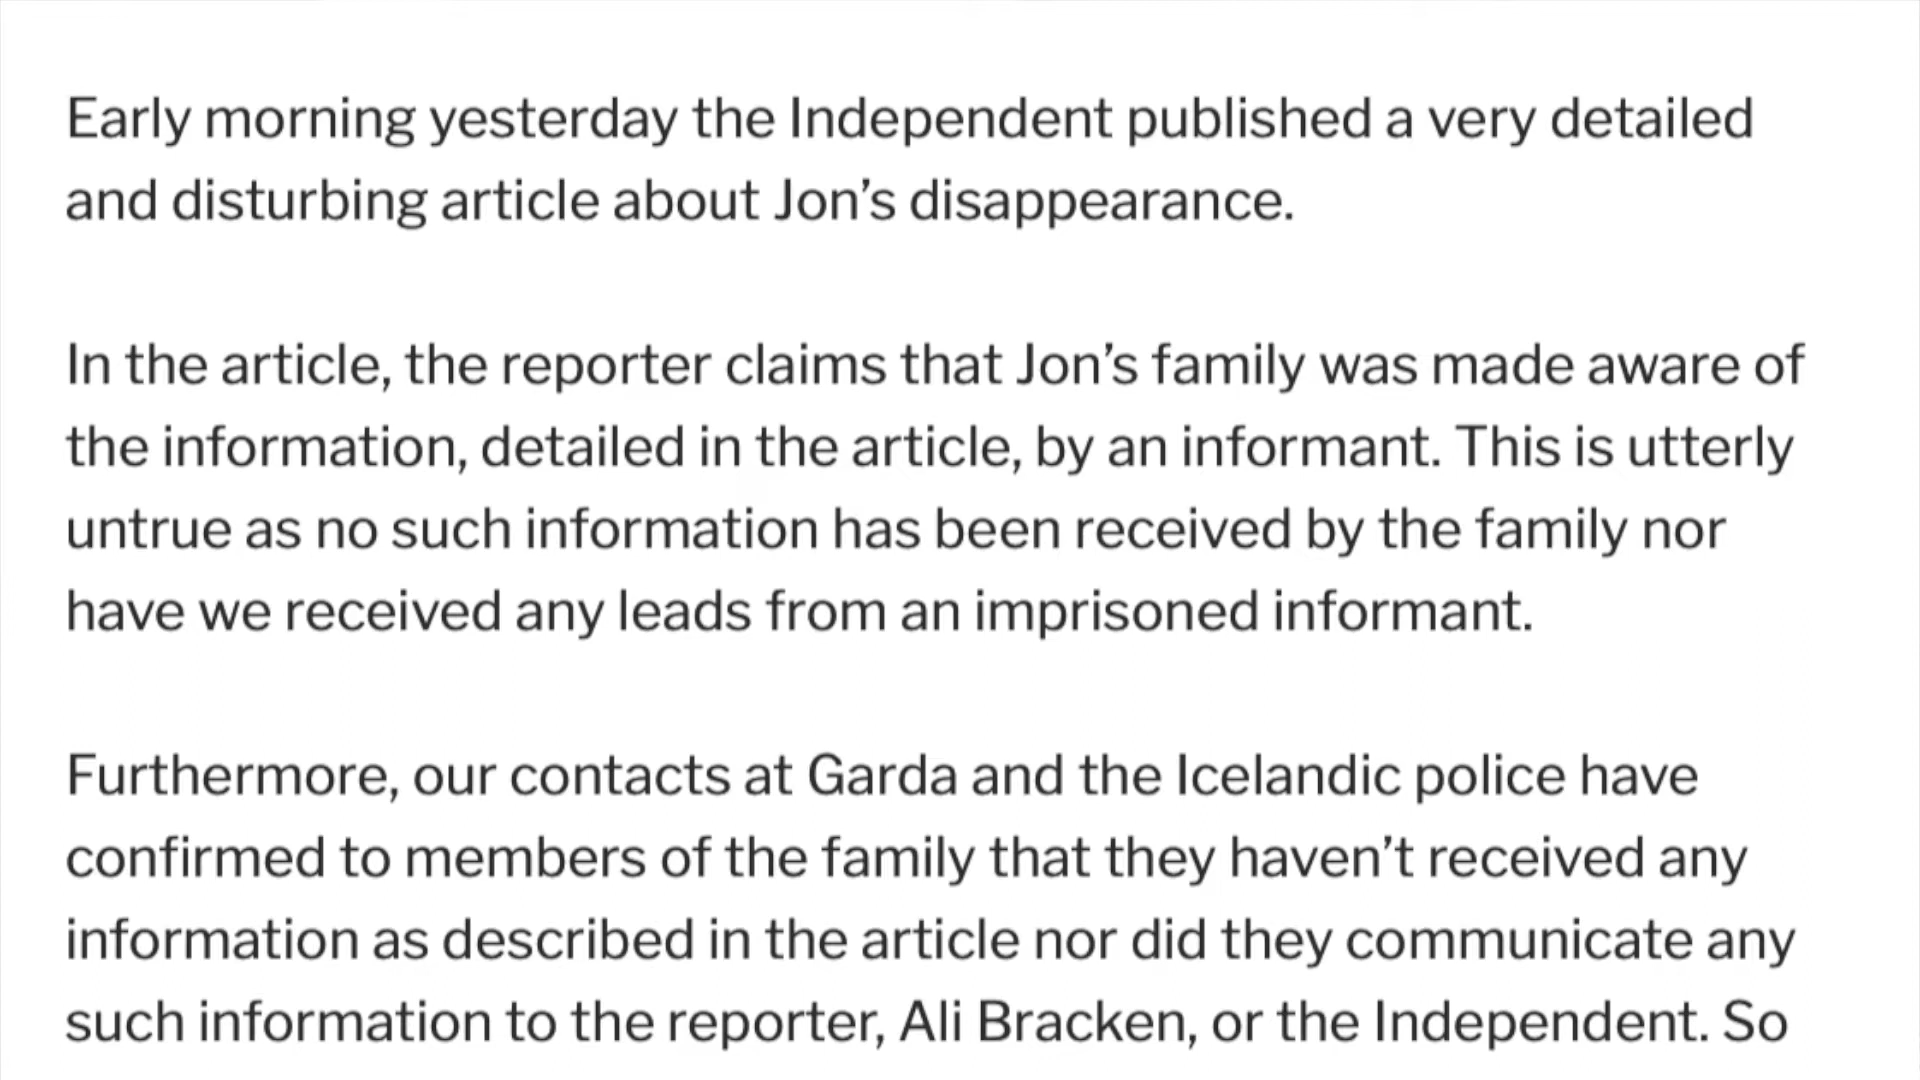 Early morning yesterday the Independent published a very detailed
and disturbing article about Jon’s disappearance.
In the article, the reporter claims that Jon’s family was made aware of
the information, detailed in the article, by an informant. This is utterly
untrue as no such information has been received by the family nor
have we received any leads from an imprisoned informant.
Furthermore, our contacts at Garda and the Icelandic police have
confirmed to members of the family that they haven’t received any
information as described in the article nor did they communicate any
such information to the reporter, Ali Bracken, or the Independent. So